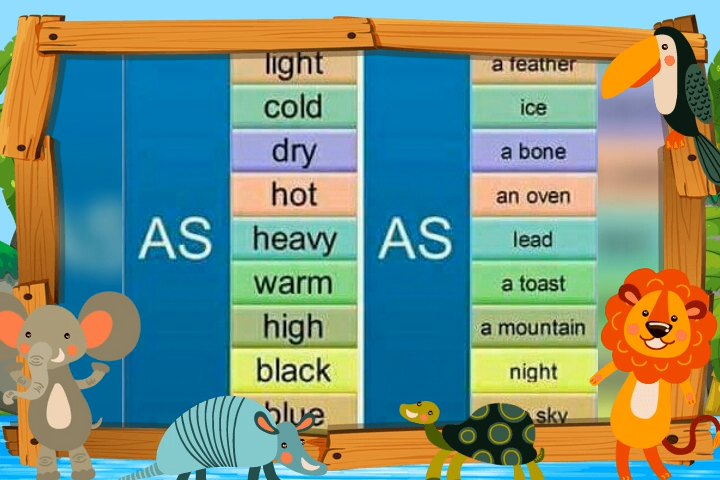 light a feather
cold ice
dry a bone
hot an oven
AS heavy AS lead
warm a toast
high a mountain
black night
blue sky